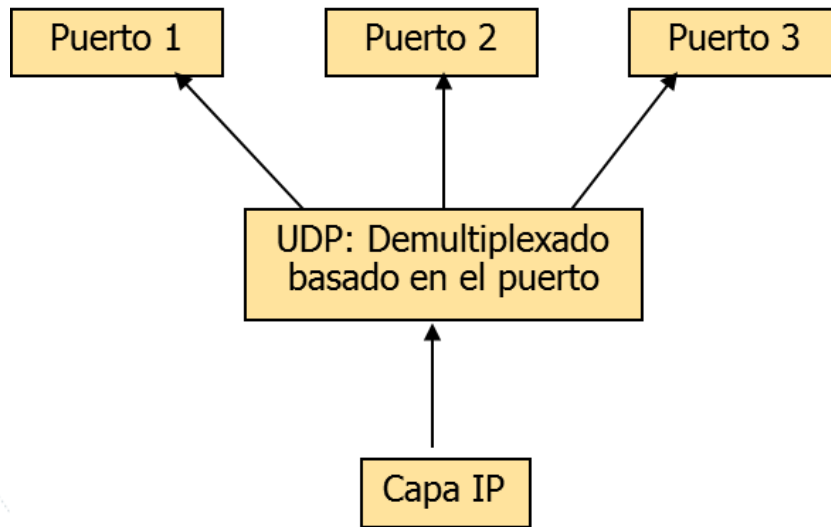 Puerto 1
Puerto 2
Puerto 3
UDP: Demultiplexado
basado en el puerto
Capa IP